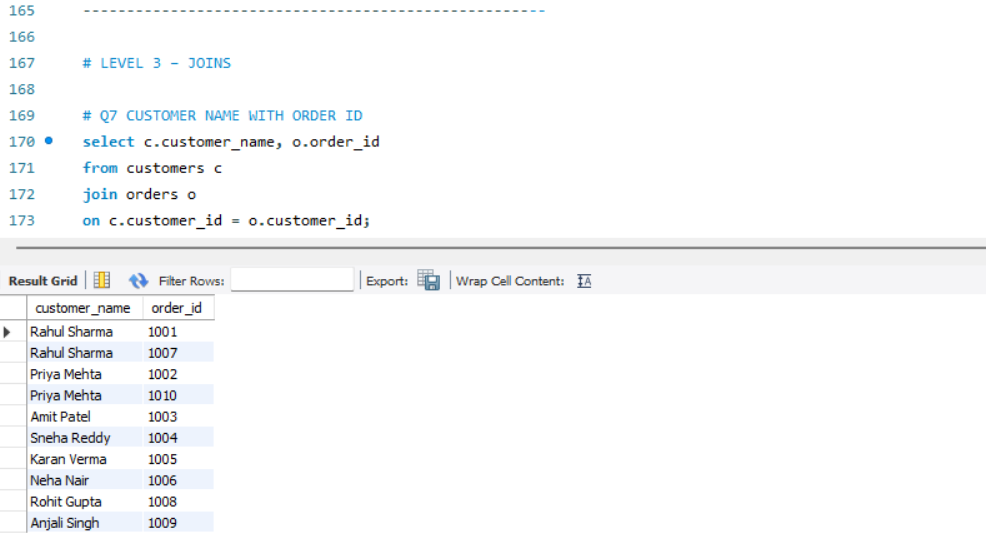 165 ------------------------------------------------------
166
167 # LEVEL 3 – JOINS
168
169 # Q7 CUSTOMER NAME WITH ORDER ID
170 select c.customer_name, o.order_id
171 from customers c
172 join orders o
173 on c.customer_id = o.customer_id;
Result Grid Filter Rows: Export: Wrap Cell Content: IA
customer_name order_id
Rahul Sharma 1001
Rahul Sharma 1007
Priya Mehta 1002
Priya Mehta 1010
Amit Patel 1003
Sneha Reddy 1004
Karan Verma 1005
Neha Nair 1006
Rohit Gupta 1008
Anjali Singh 1009